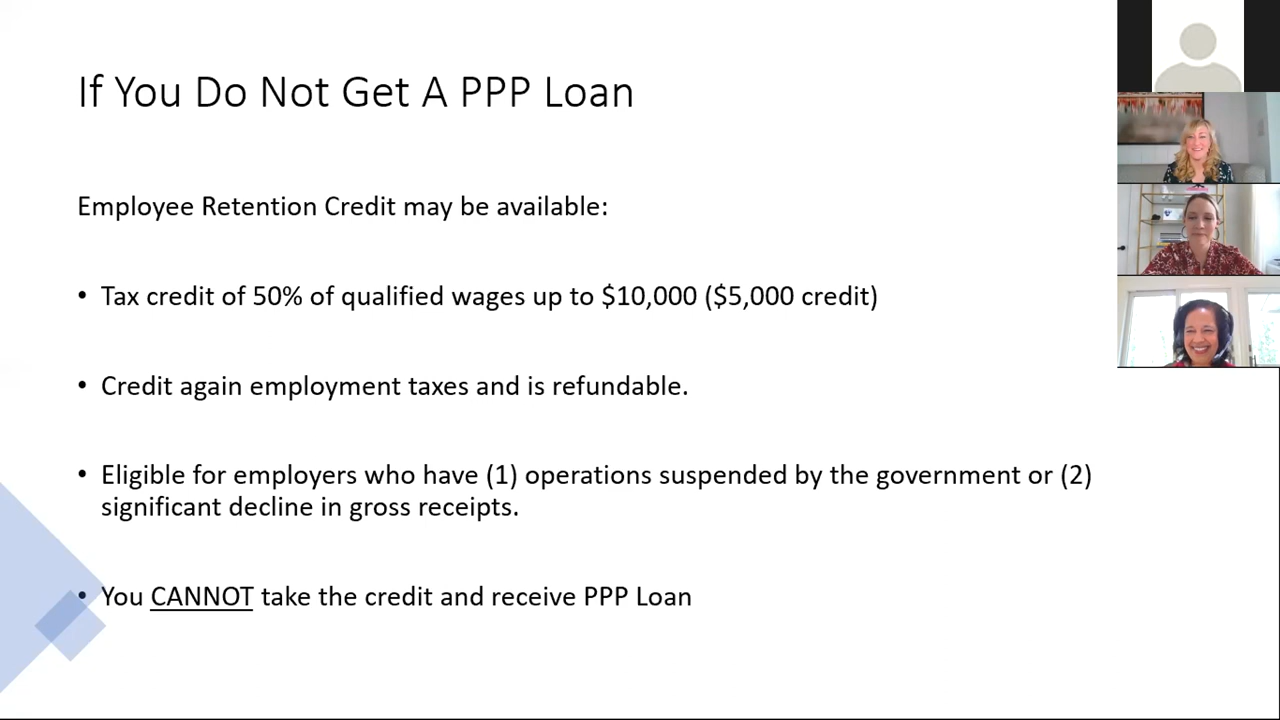 If You Do Not Get A PPP Loan
Employee Retention Credit may be available:
• Tax credit of 50% of qualified wages up to $10,000 ($5,000 credit)
• Credit again employment taxes and is refundable.
• Eligible for employers who have (1) operations suspended by the government or (2)
significant decline in gross receipts.
• You CANNOT take the credit and receive PPP Loan